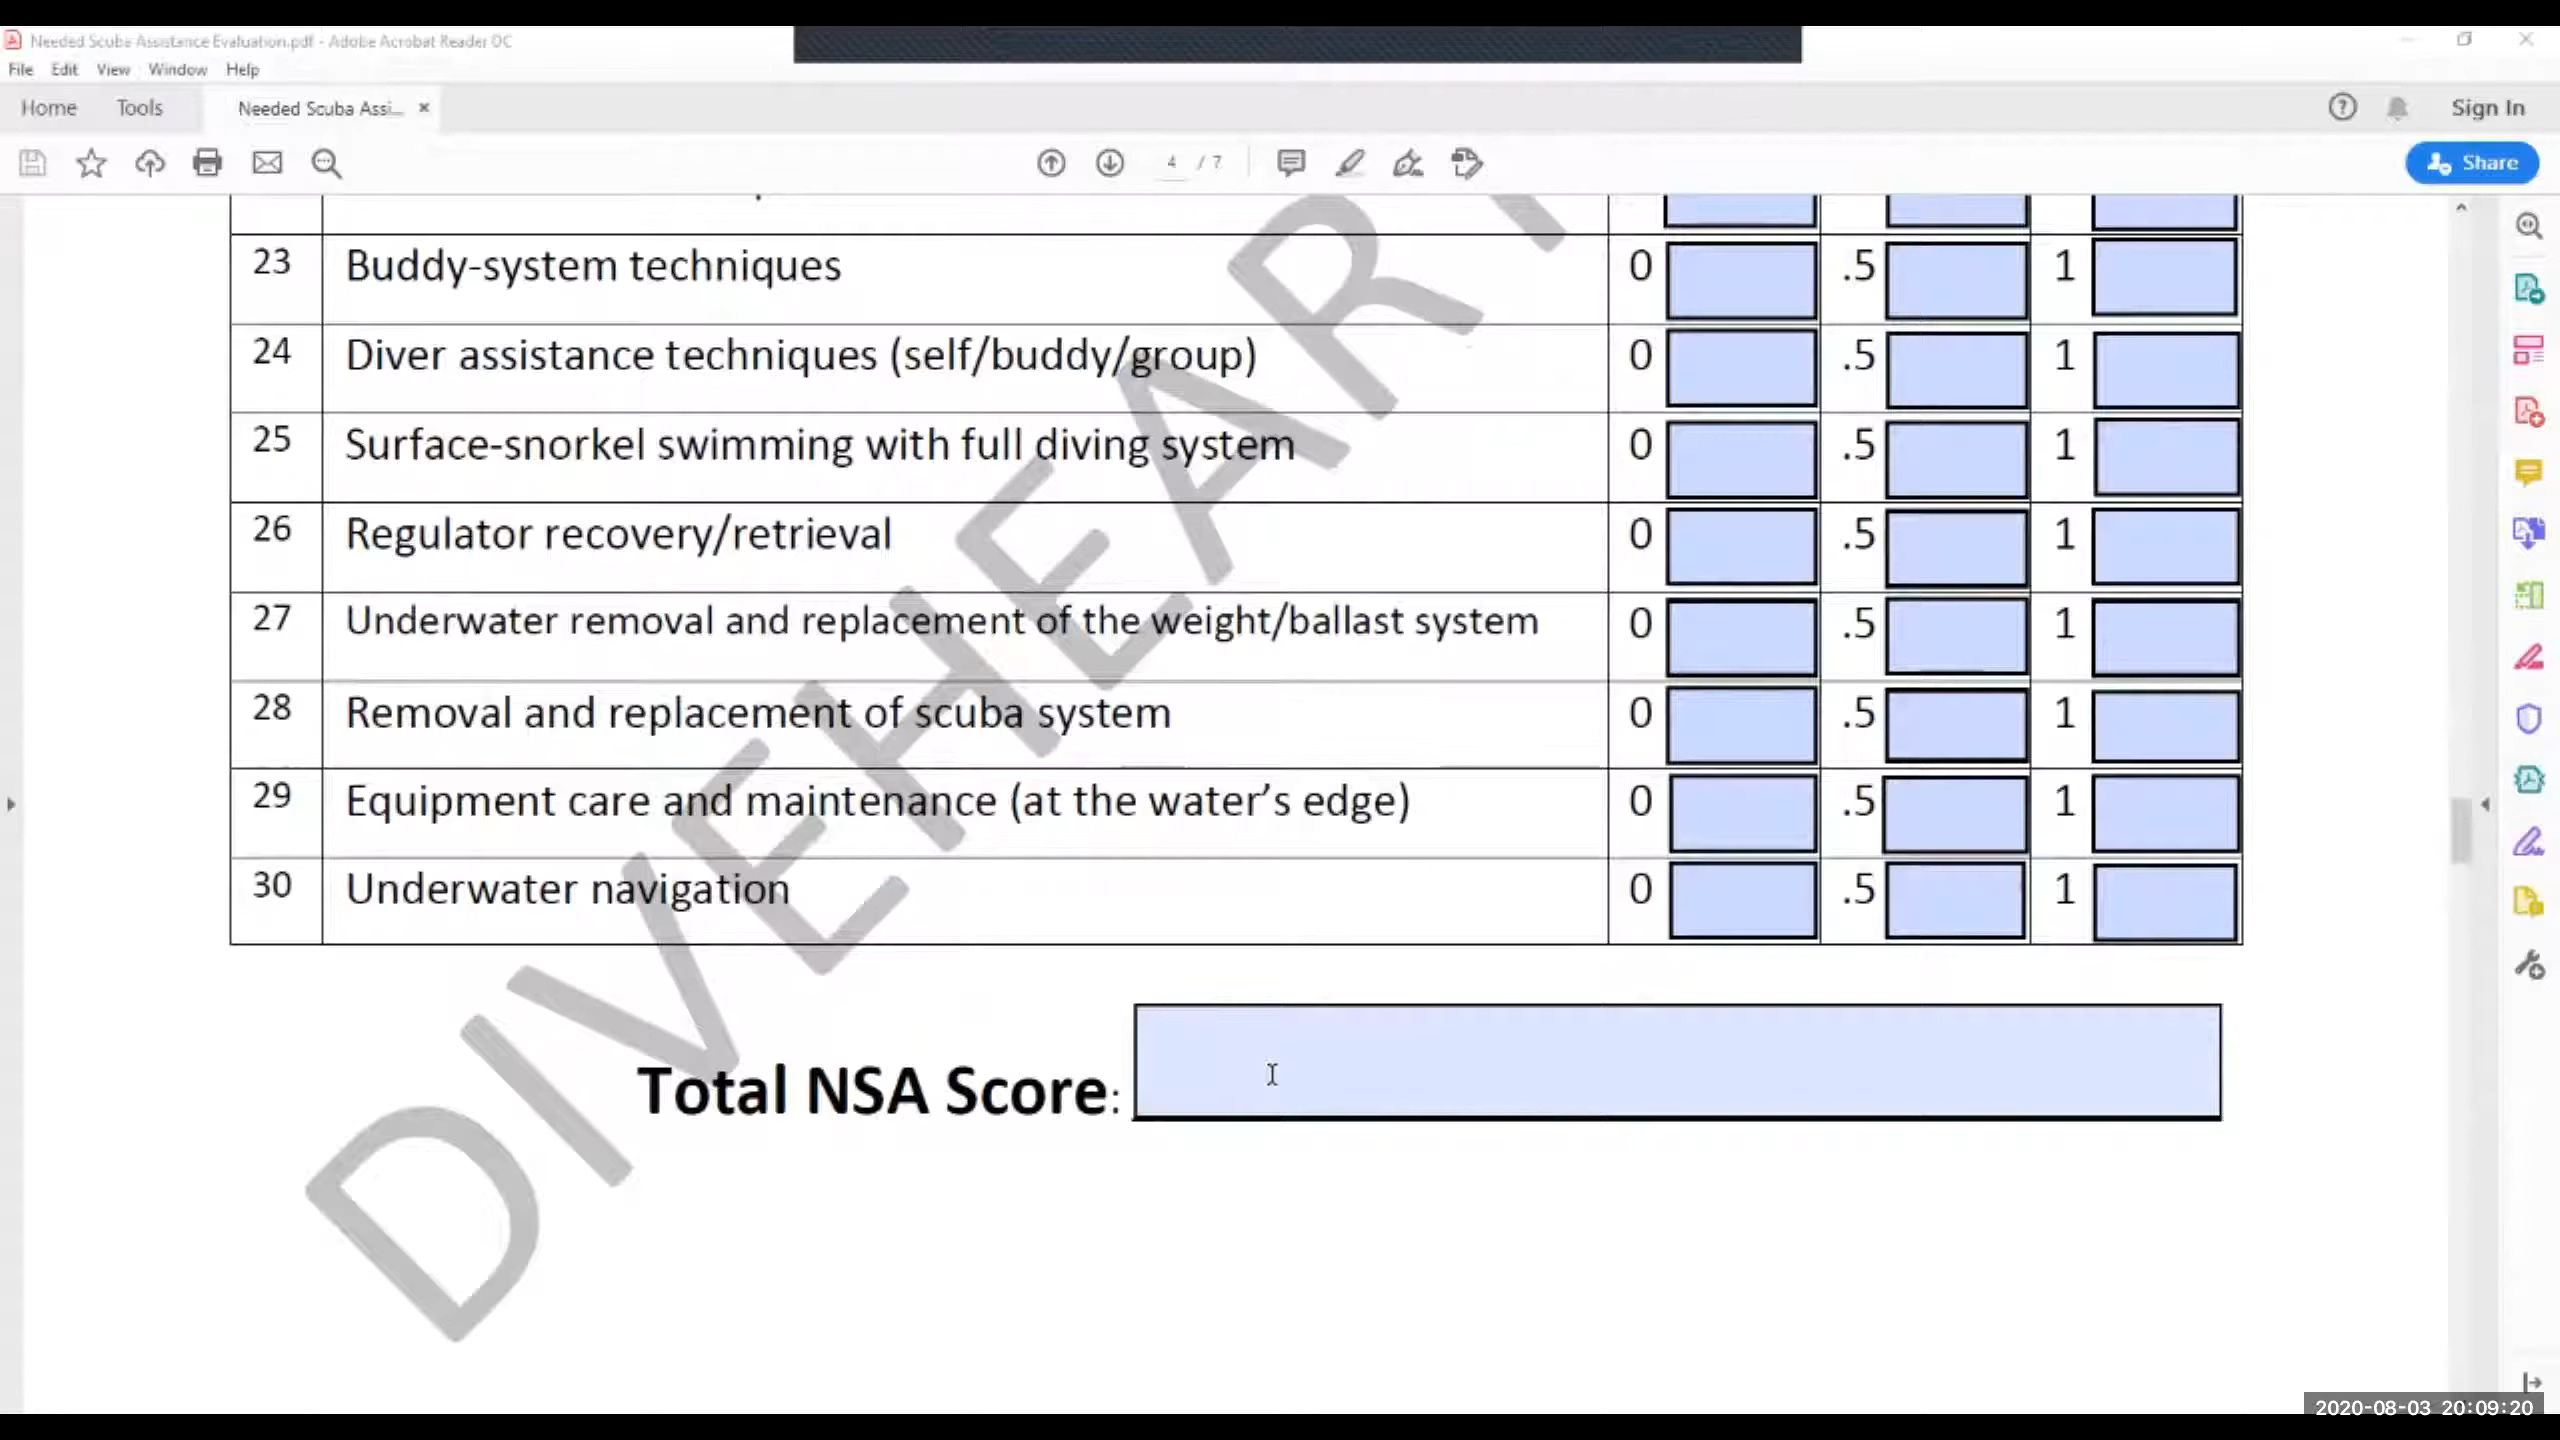 Needed Scuba Assistance Evaluation.pdf - Adobe Acrobat Reader DC
File Edit View Window Help
Home Tools Needed Scuba Assi... × Sign In
4 / 7 Share
23 Buddy-system techniques 0 .5 1
24 Diver assistance techniques (self/buddy/group) 0 .5 1
25 Surface-snorkel swimming with full diving system 0 .5 1
26 Regulator recovery/retrieval 0 .5 1
27 Underwater removal and replacement of the weight/ballast system 0 .5 1
28 Removal and replacement of scuba system 0 .5 1
29 Equipment care and maintenance (at the water’s edge) 0 .5 1
30 Underwater navigation 0 .5 1
Total NSA Score:
DIVEHEART
2020-08-03 20:09:20